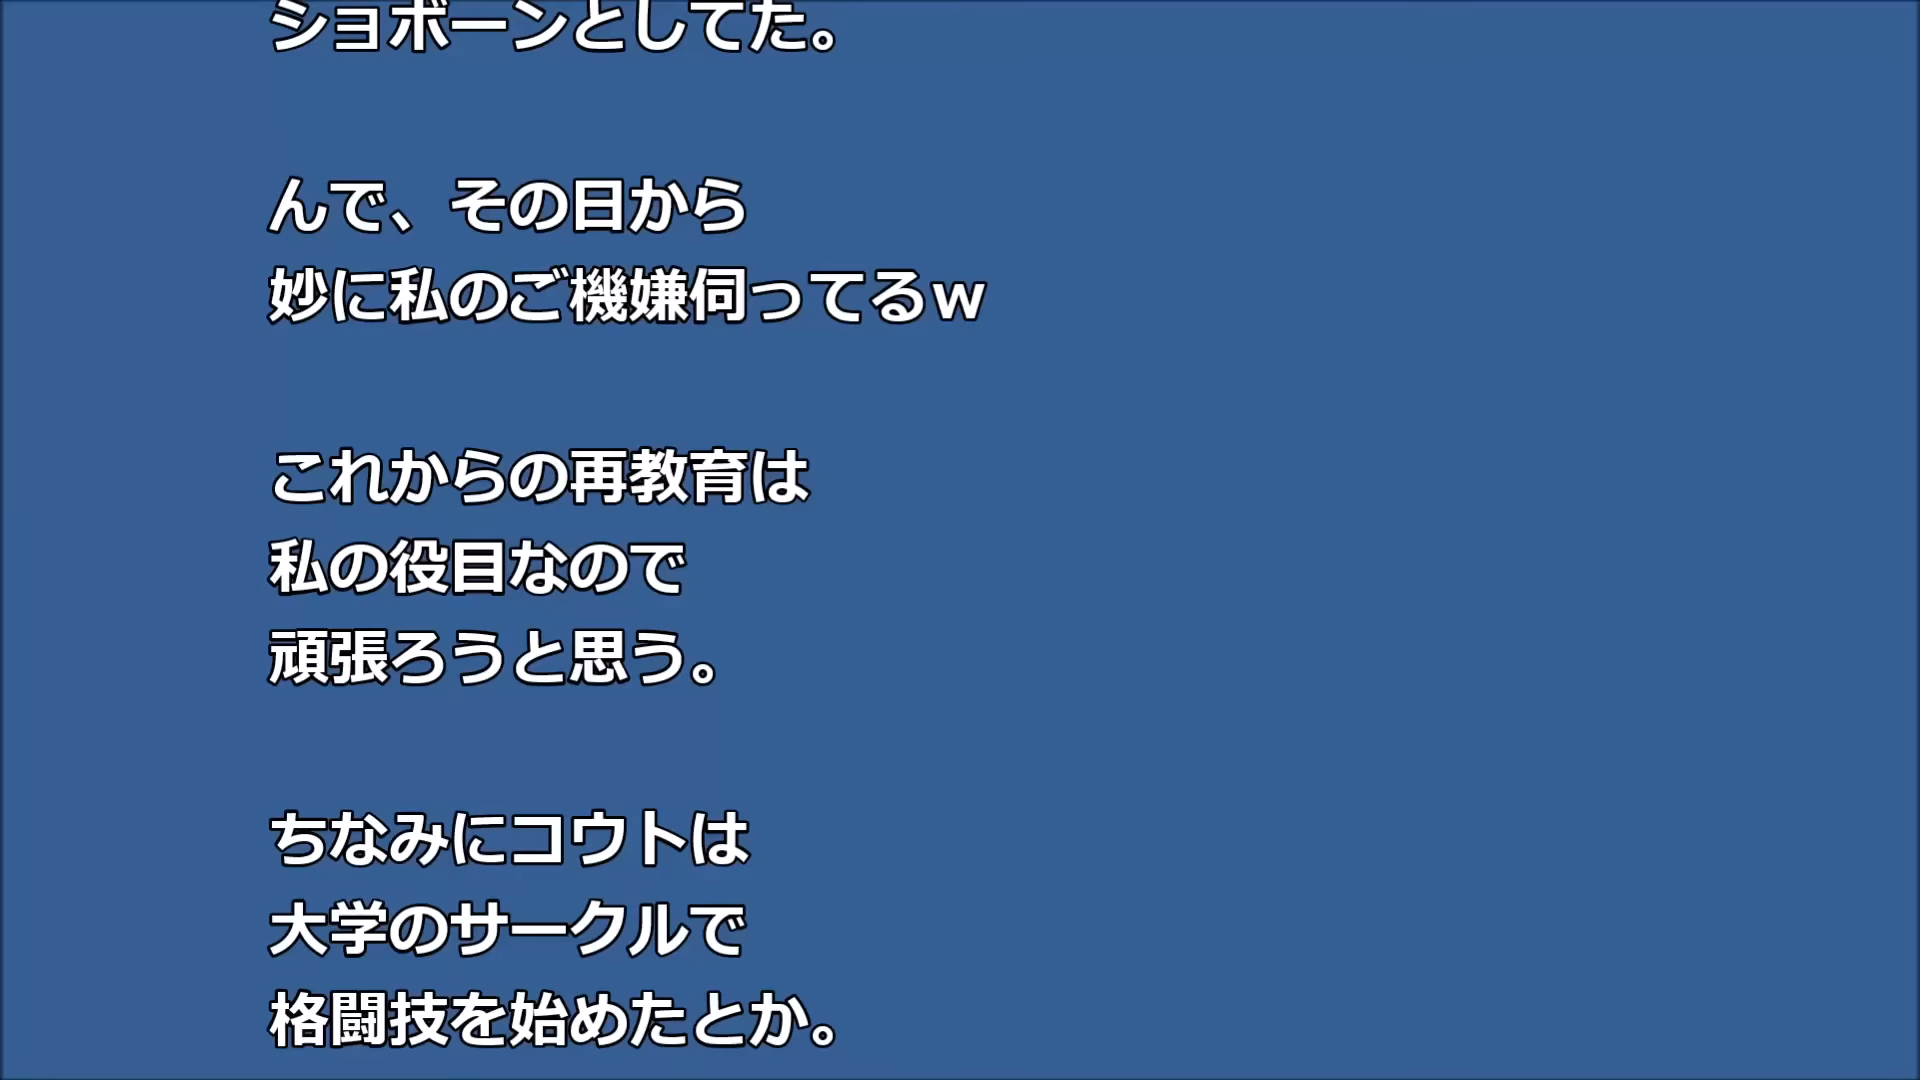 ショボーンとしてた。
んで、その日から
妙に私のご機嫌伺ってるｗ
これからの再教育は
私の役目なので
頑張ろうと思う。
ちなみにコウトは
大学のサークルで
格闘技を始めたとか。